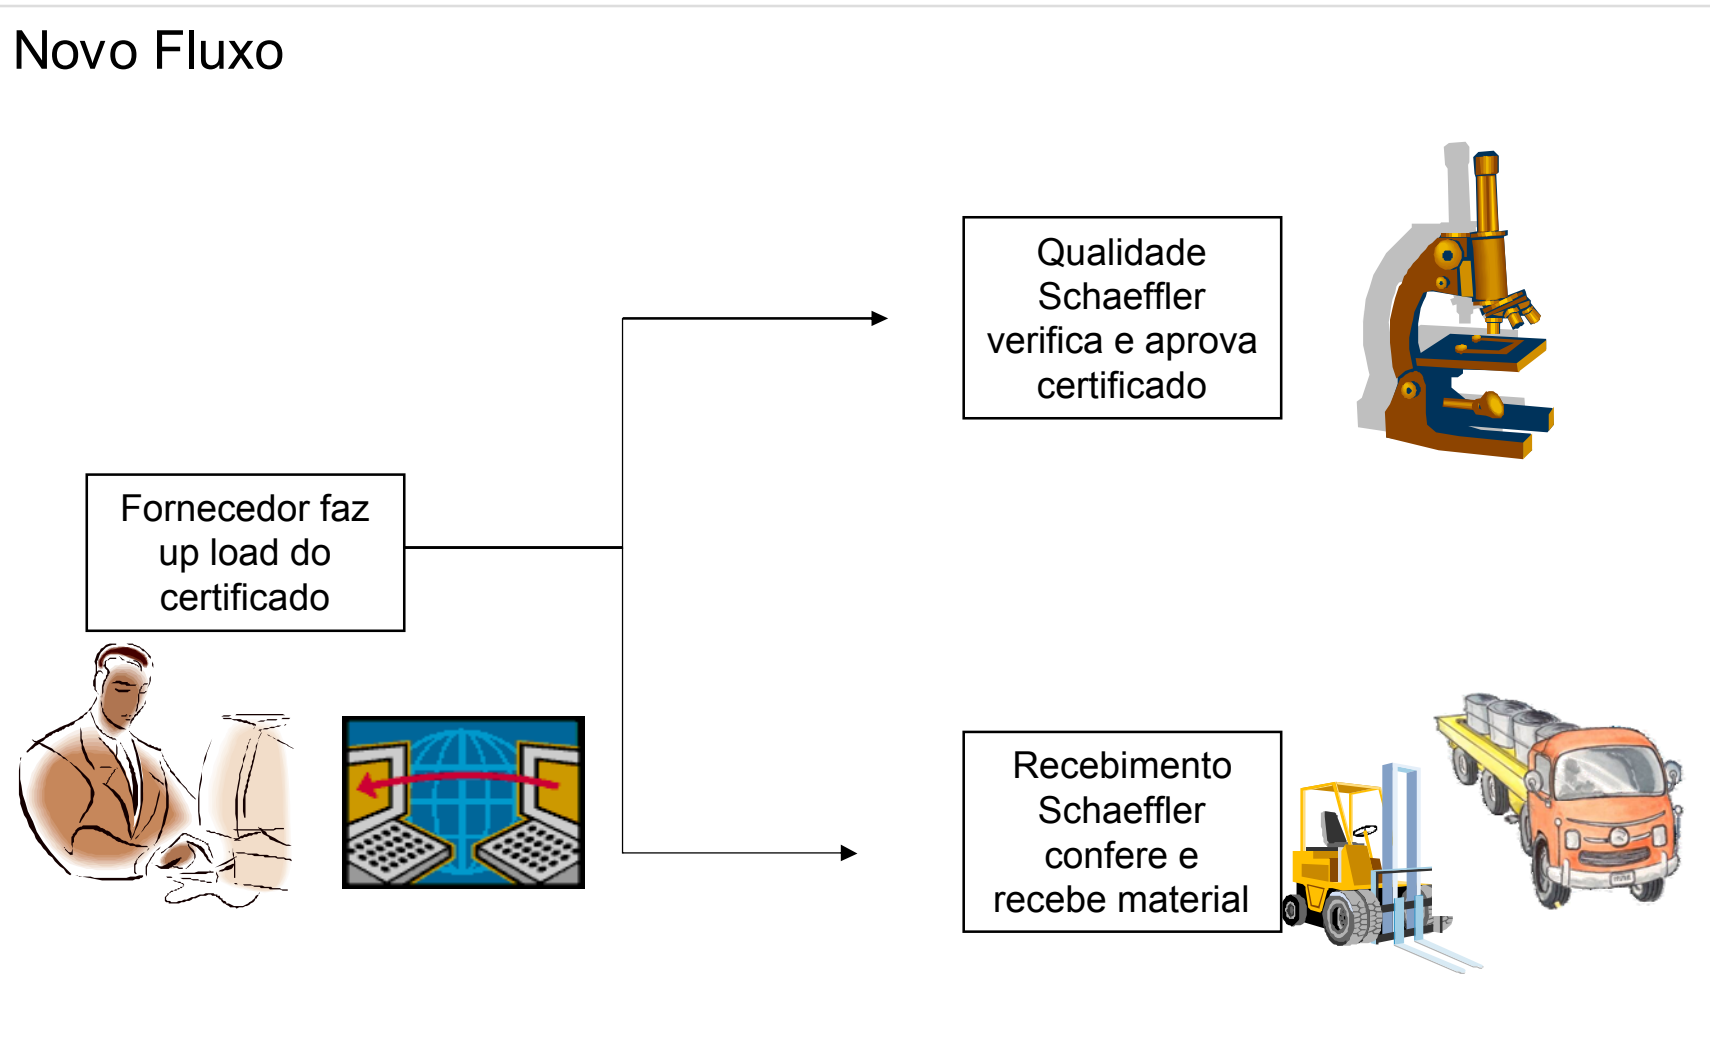 Novo Fluxo
Qualidade
Schaeffler
verifica e aprova
certificado
Fornecedor faz
up load do
certificado
Recebimento
Schaeffler
confere e
recebe material